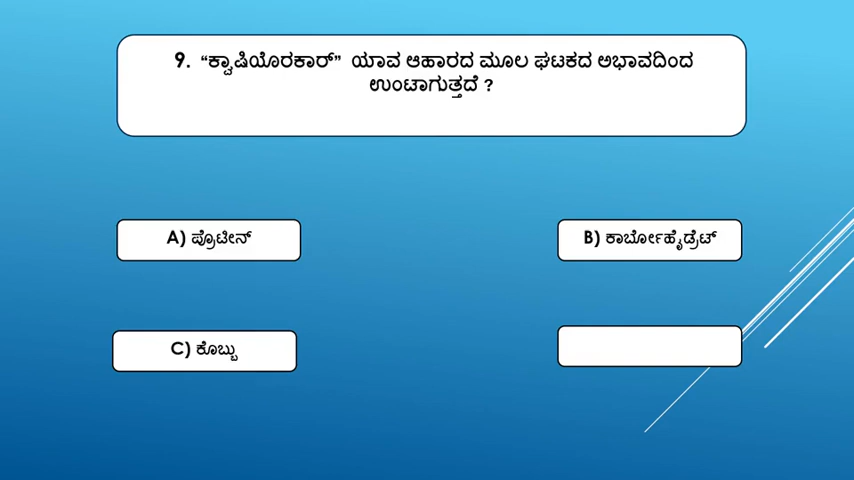 9. “ಕ್ವಾಷಿಯೊರಕಾರ್” ಯಾವ ಆಹಾರದ ಮೂಲ ಘಟಕದ ಅಭಾವದಿಂದ
ಉಂಟಾಗುತ್ತದೆ ?
A) ಪ್ರೊಟೀನ್
B) ಕಾರ್ಬೋಹೈಡ್ರೆಟ್
C) ಕೊಬ್ಬು